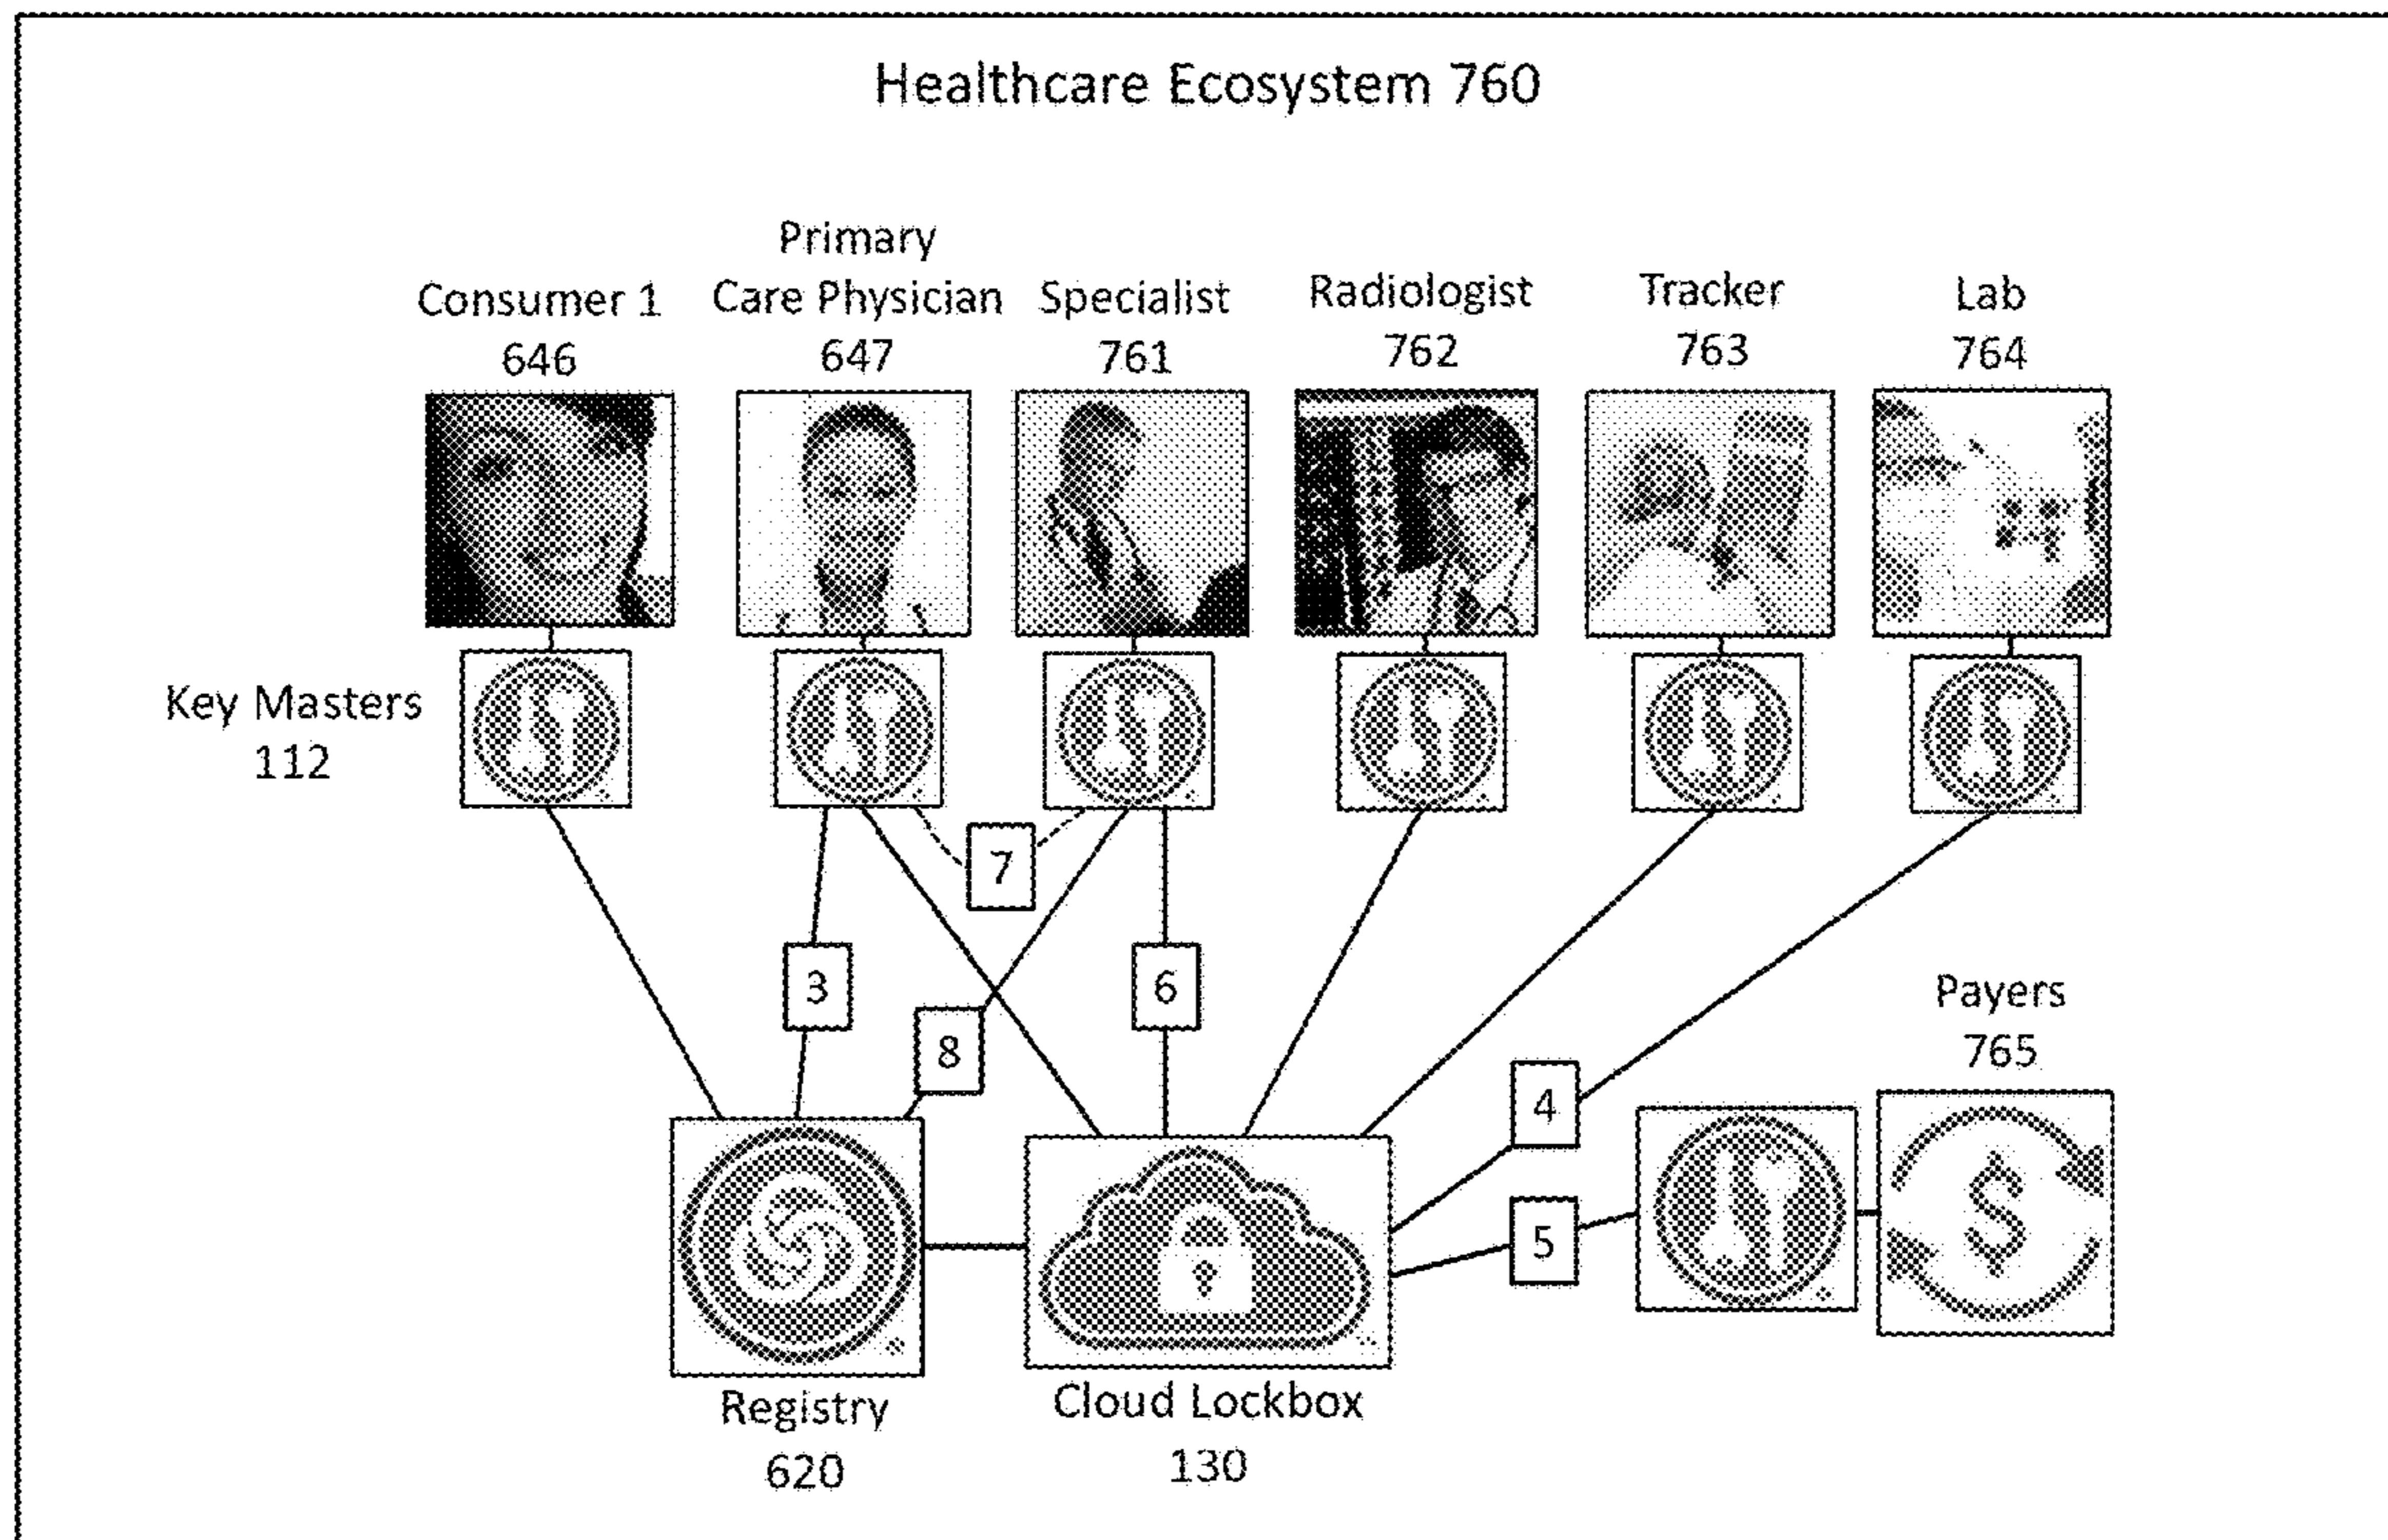 Healthcare Ecosystem 760
Consumer 1
646
Primary
Care Physician
647
Specialist
761
Radiologist
762
Tracker
763
Lab
764
Key Masters
112
7
3
6
8
4
5
Payers
765
$
Registry
620
Cloud Lockbox
130